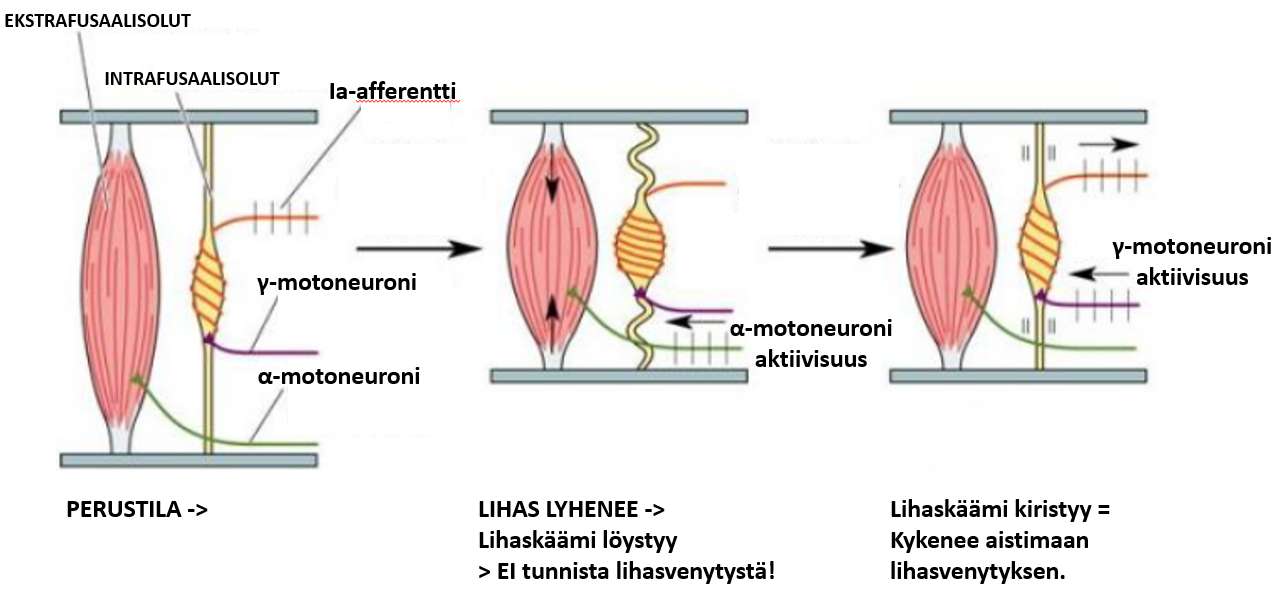 EKSTRAFUSAALISOLUT
INTRAFUSAALISOLUT
Ia-afferentti
γ-motoneuroni
α-motoneuroni
α-motoneuroni
aktiivisuus
γ-motoneuroni
aktiivisuus
PERUSTILA ->
LIHAS LYHENEE ->
Lihaskäämi löystyy
> EI tunnista lihasvenytystä!
Lihaskäämi kiristyy =
Kykenee aistimaan
lihasvenytyksen.